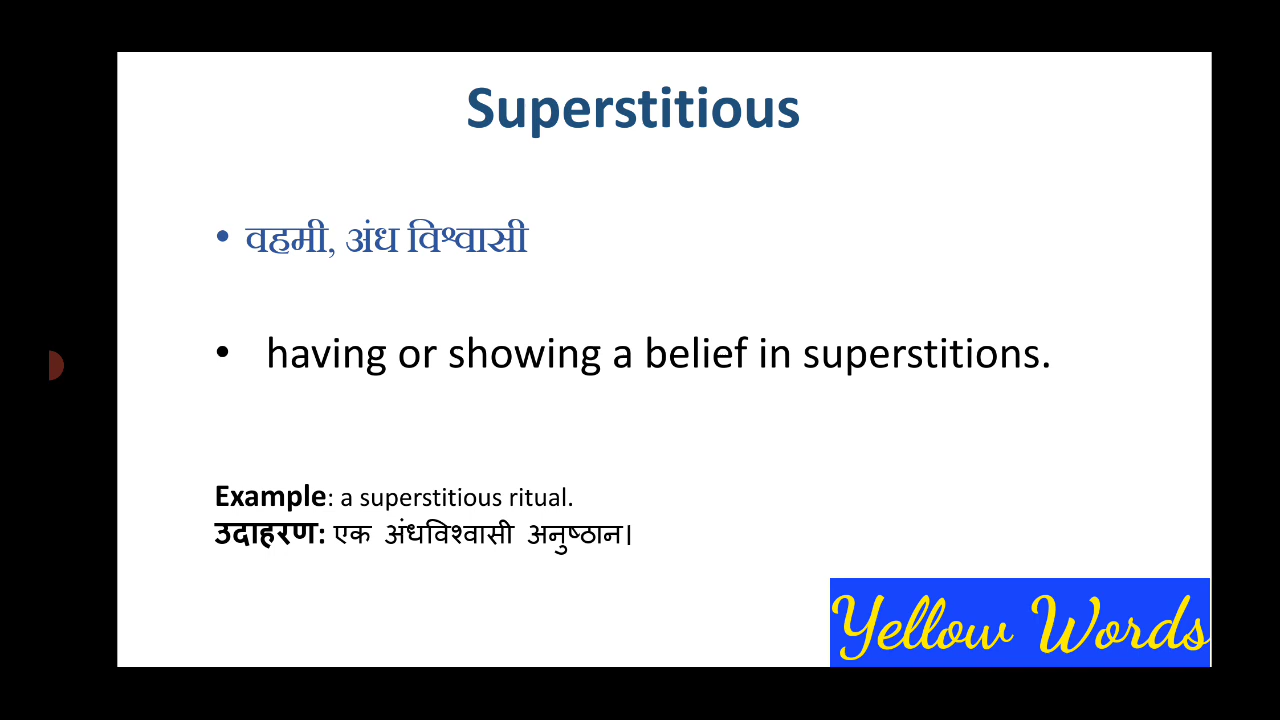 Superstitious
• वहमी, अंध विश्वासी
• having or showing a belief in superstitions.
Example: a superstitious ritual.
उदाहरण: एक अंधविश्वासी अनुष्ठान।
Yellow Words